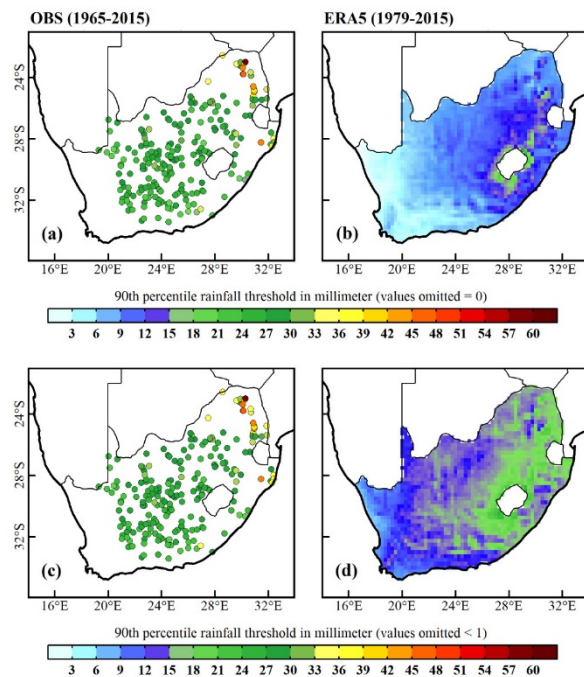 OBS (1965-2015) ERA5 (1979-2015)
24°S
28°S
32°S
(a) (b)
16°E 20°E 24°E 28°E 32°E 16°E 20°E 24°E 28°E 32°E
90th percentile rainfall threshold in millimeter (values omitted = 0)
3 6 9 12 15 18 21 24 27 30 33 36 39 42 45 48 51 54 57 60
24°S
28°S
32°S
(c) (d)
16°E 20°E 24°E 28°E 32°E 16°E 20°E 24°E 28°E 32°E
90th percentile rainfall threshold in millimeter (values omitted < 1)
3 6 9 12 15 18 21 24 27 30 33 36 39 42 45 48 51 54 57 60